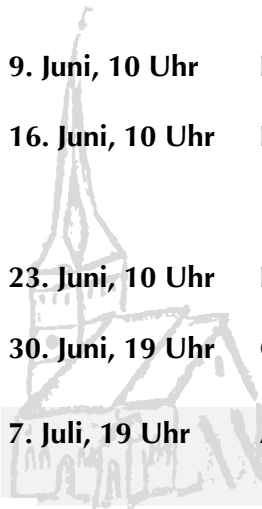 9. Juni, 10 Uhr
16. Juni, 10 Uhr
23. Juni, 10 Uhr
30. Juni, 19 Uhr
7. Juli, 19 Uhr